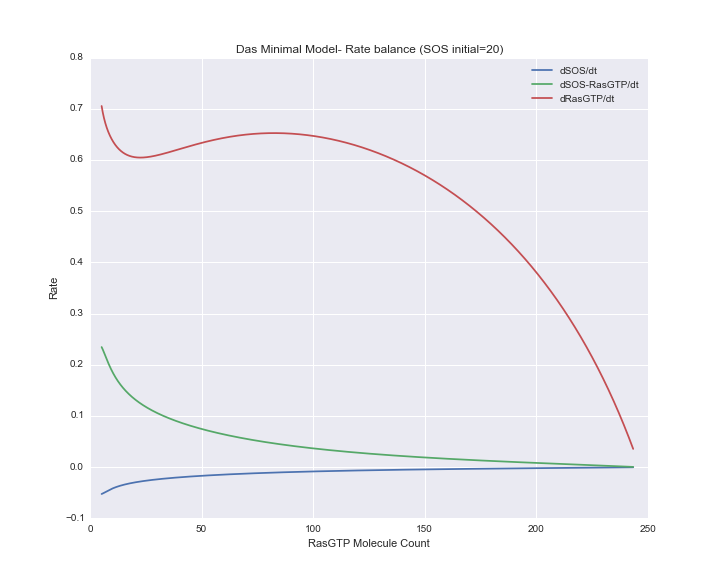 Das Minimal Model- Rate balance (SOS initial=20)
dSOS/dt
dSOS-RasGTP/dt
dRasGTP/dt
0.8
0.7
0.6
0.5
0.4
0.3
0.2
0.1
0.0
−0.1
Rate
0 50 100 150 200 250
RasGTP Molecule Count